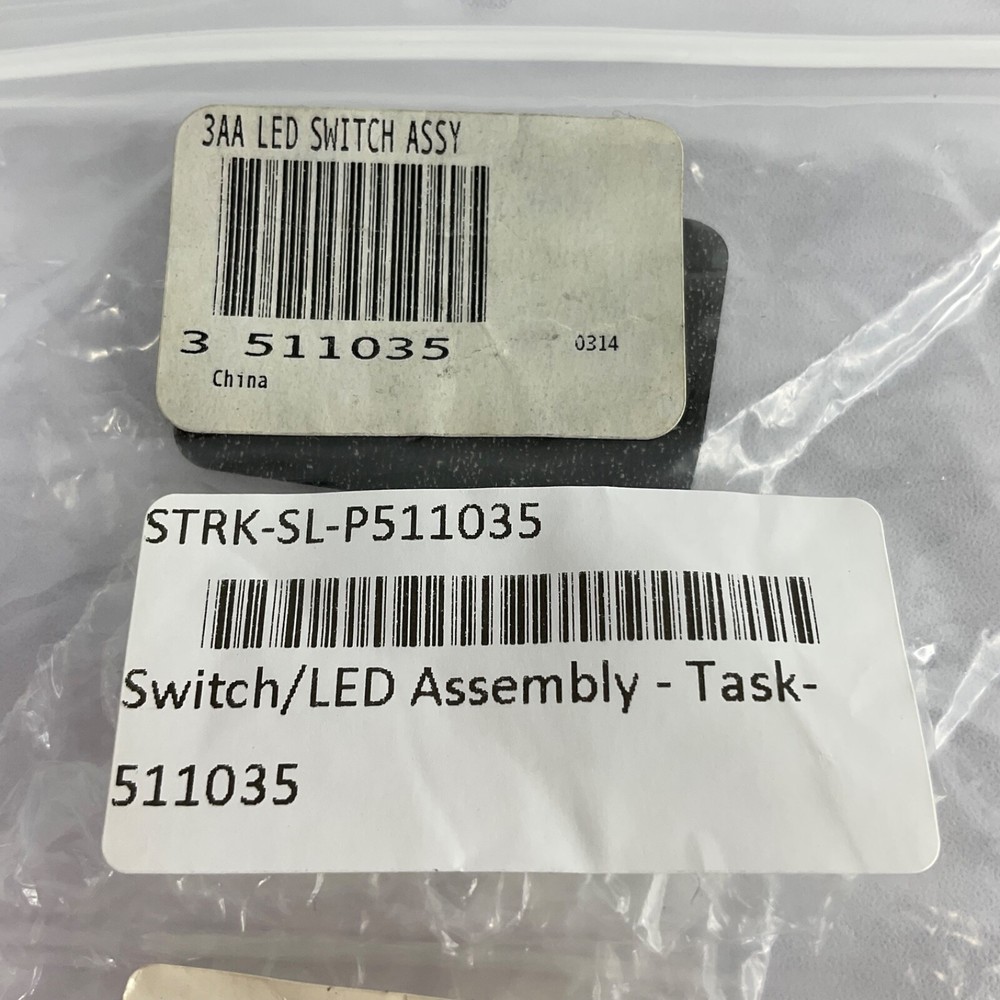 3AA LED SWITCH ASSY
3 511035
0314
China
STRK-SL-P511035
Switch/LED Assembly - Task-
511035